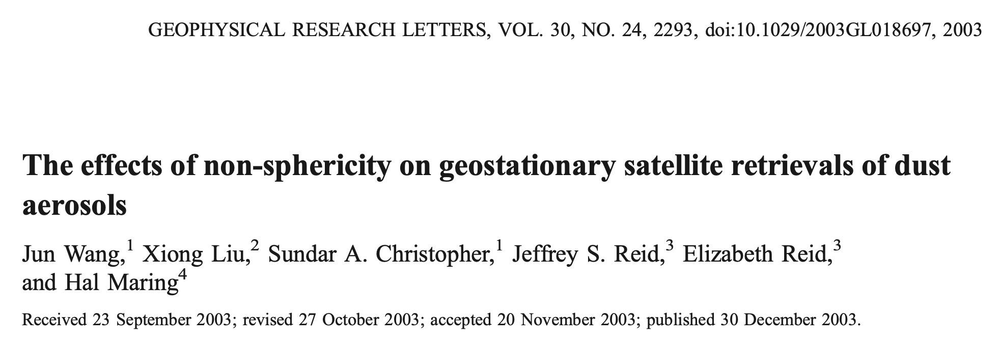 GEOPHYSICAL RESEARCH LETTERS, VOL. 30, NO. 24, 2293, doi:10.1029/2003GL018697, 2003
The effects of non-sphericity on geostationary satellite retrievals of dust
aerosols
Jun Wang,¹ Xiong Liu,² Sundar A. Christopher,¹ Jeffrey S. Reid,³ Elizabeth Reid,³
and Hal Maring⁴
Received 23 September 2003; revised 27 October 2003; accepted 20 November 2003; published 30 December 2003.